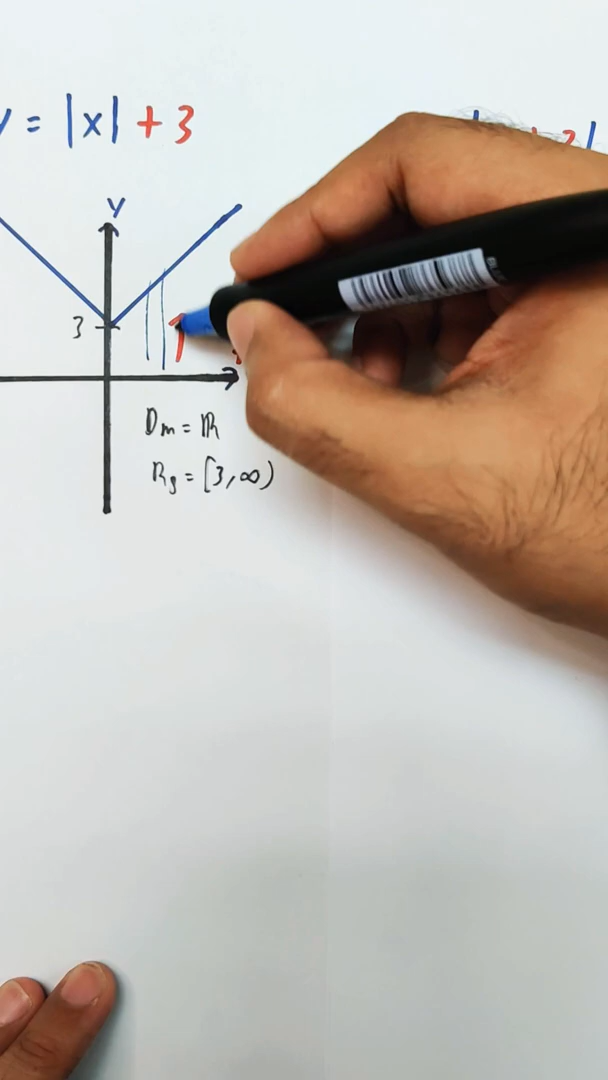 y = |x| + 3
y
3
Dm = ℝ
Rg = [3, ∞)